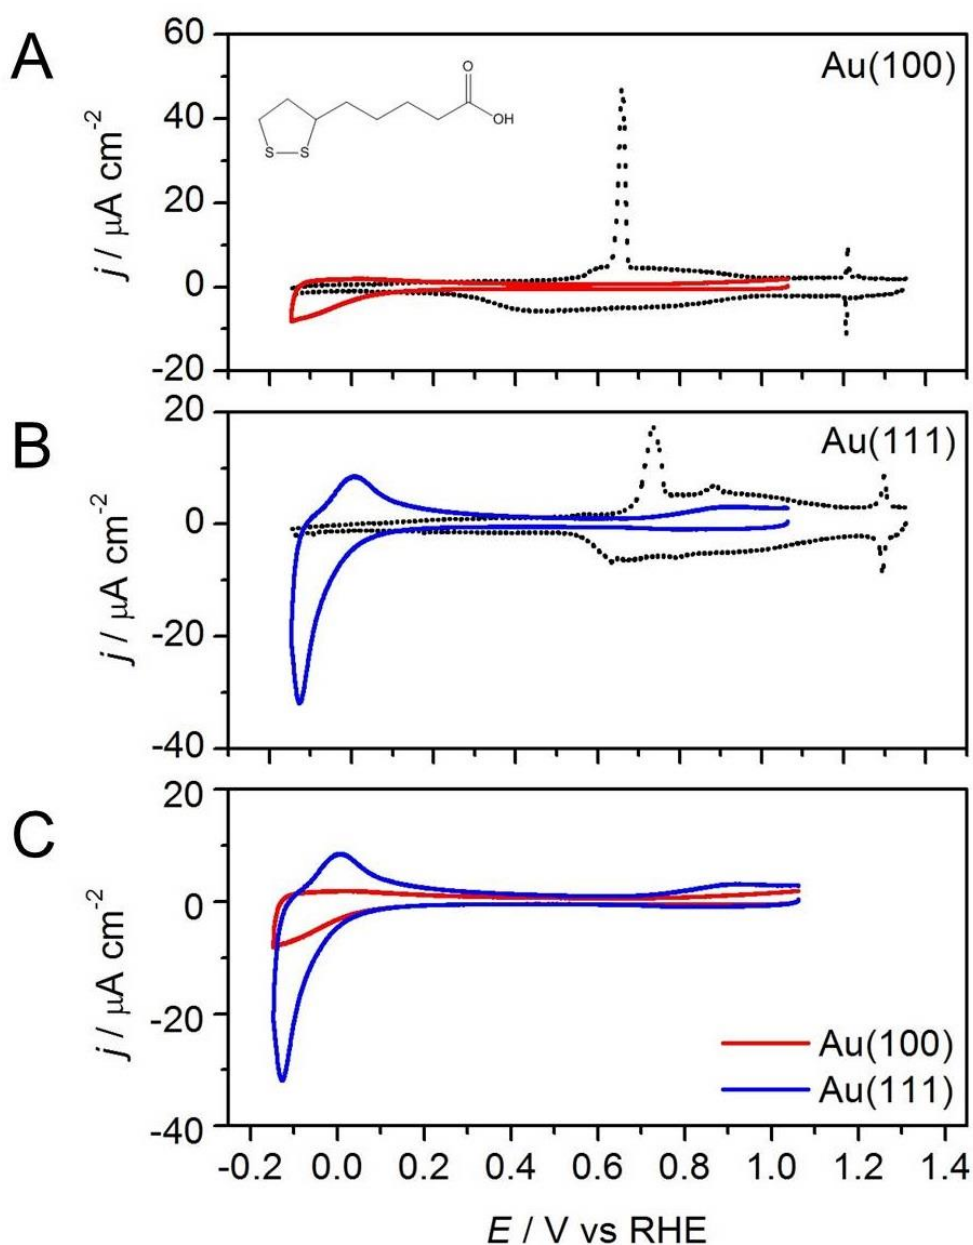 A
Au(100)
O
OH
S S
60
40
20
0
-20
j / μA cm-2
B
Au(111)
20
0
-20
-40
j / μA cm-2
C
20
0
-20
-40
j / μA cm-2
Au(100)
Au(111)
-0.2 0.0 0.2 0.4 0.6 0.8 1.0 1.2 1.4
E / V vs RHE